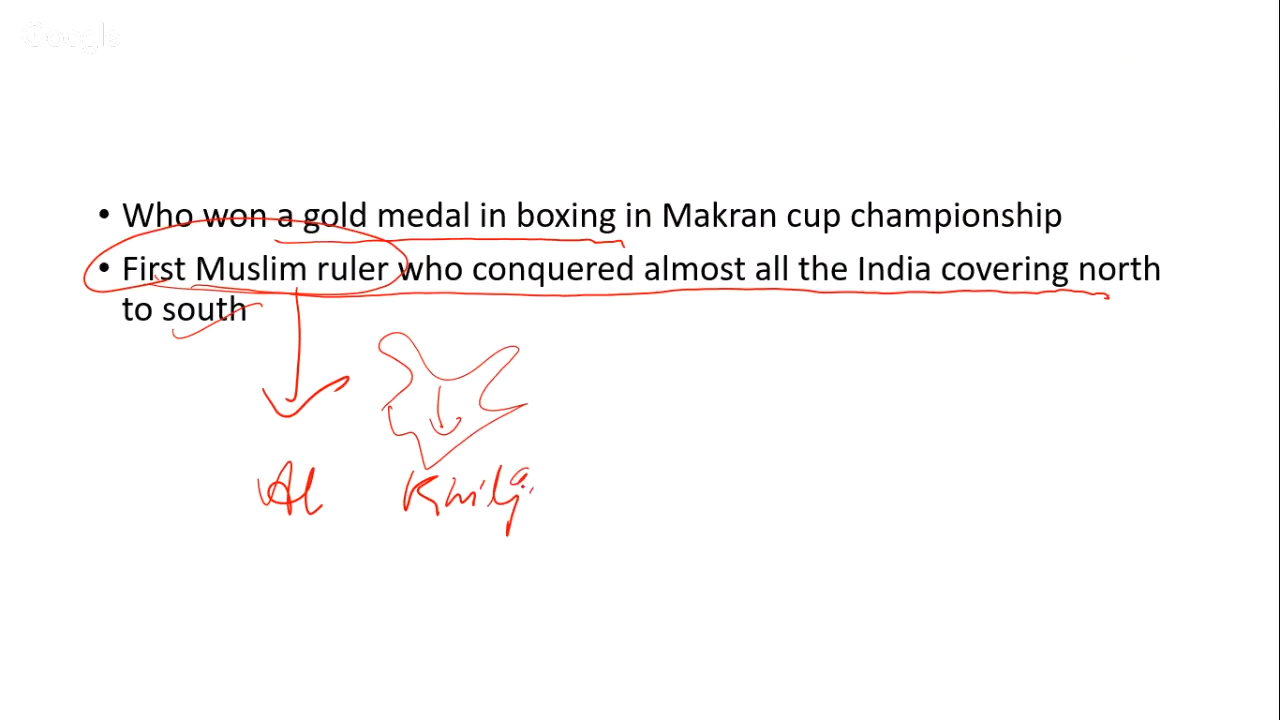 Google
• Who won a gold medal in boxing in Makran cup championship
• First Muslim ruler who conquered almost all the India covering north
to south
Al Khilji